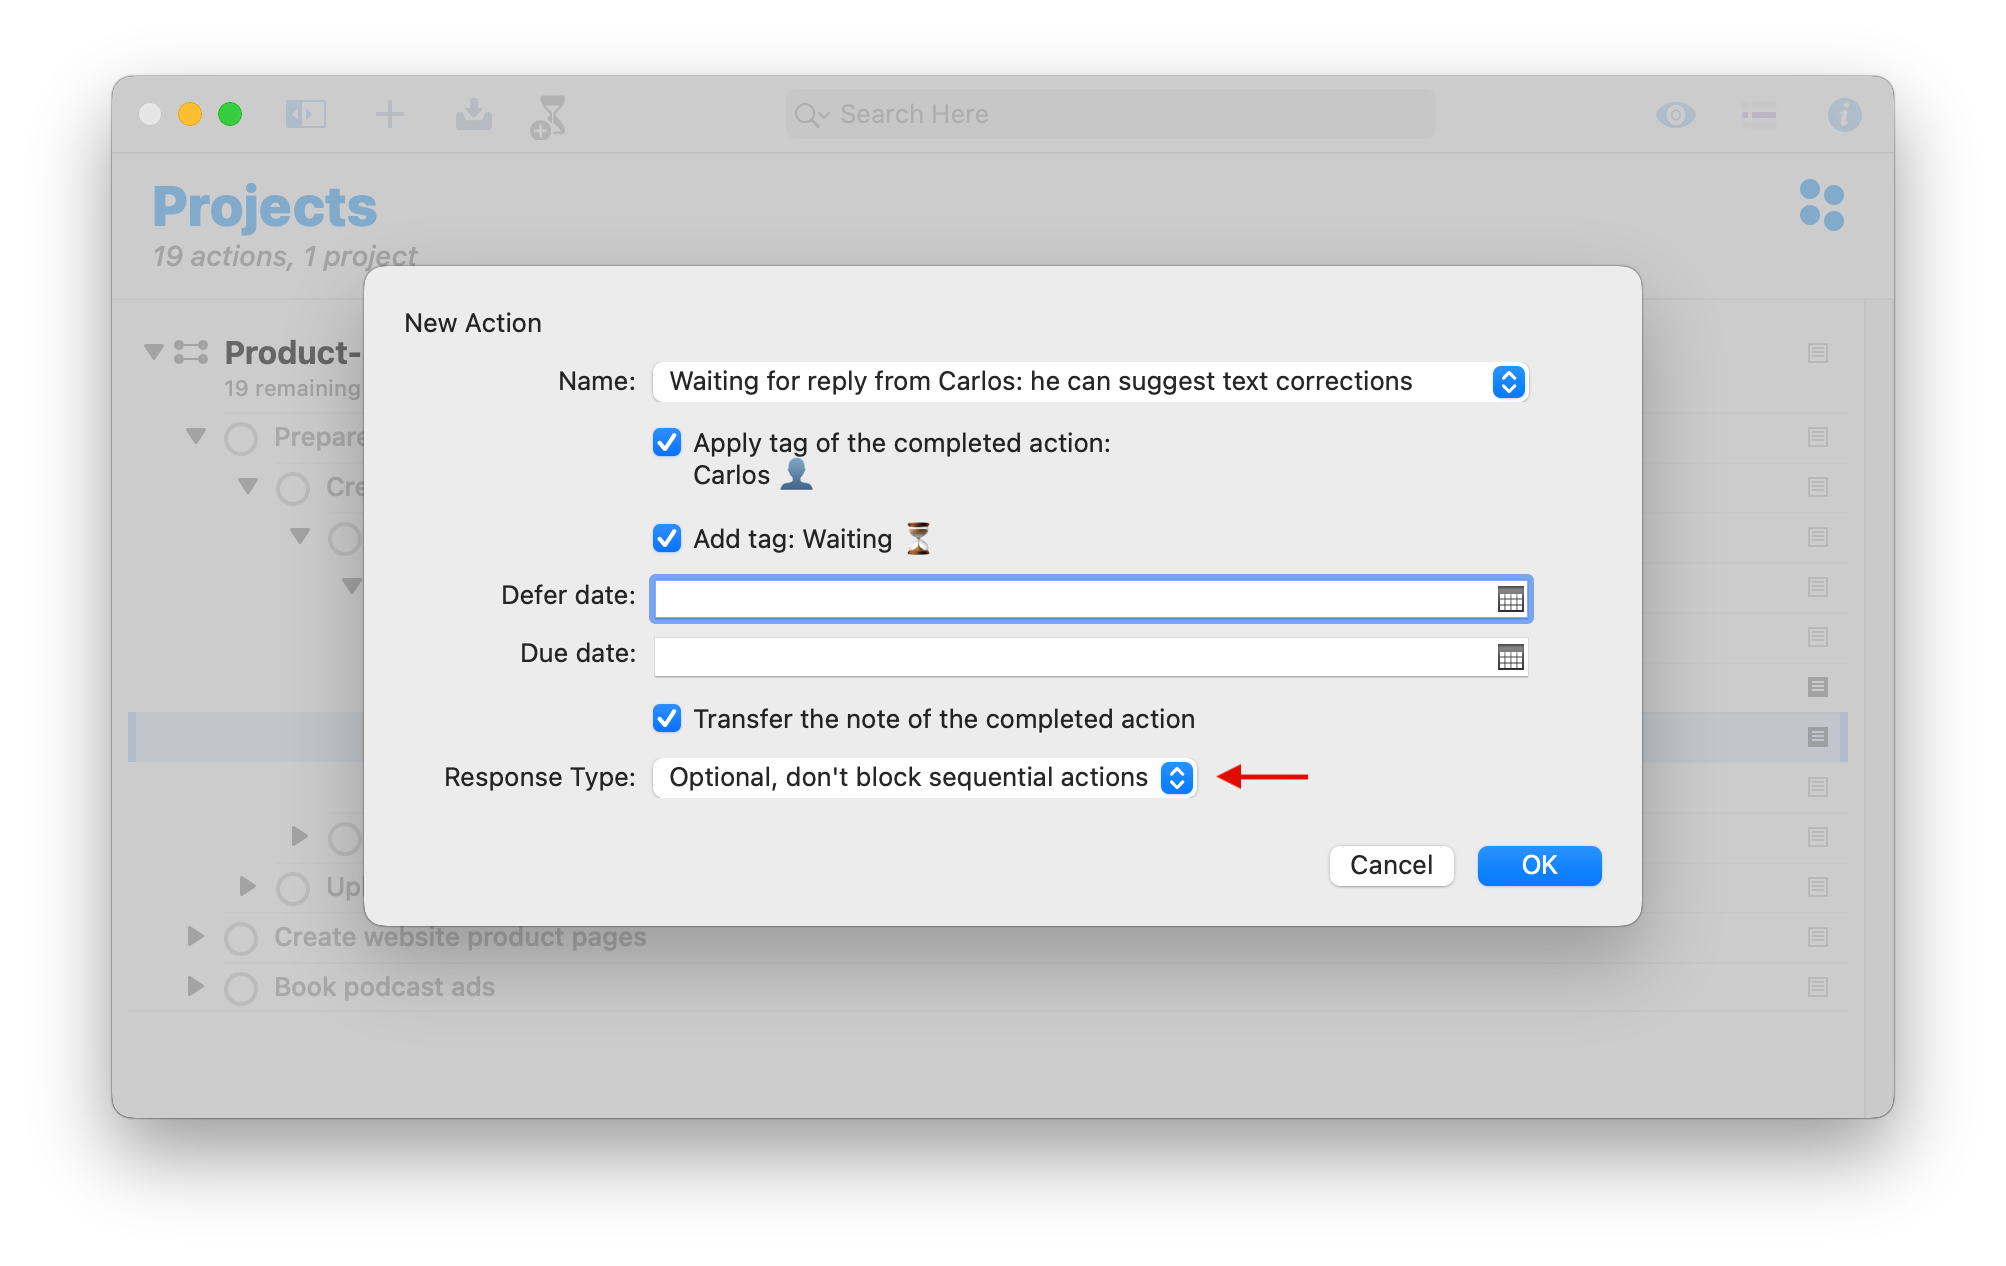 Search Here
Projects
19 actions, 1 project
Product-
19 remaining
Prepare
Cre
Upl
Create website product pages
Book podcast ads
New Action
Name: Waiting for reply from Carlos: he can suggest text corrections
Apply tag of the completed action:
Carlos 👤
Add tag: Waiting ⏳
Defer date:
Due date:
Transfer the note of the completed action
Response Type: Optional, don't block sequential actions
Cancel OK